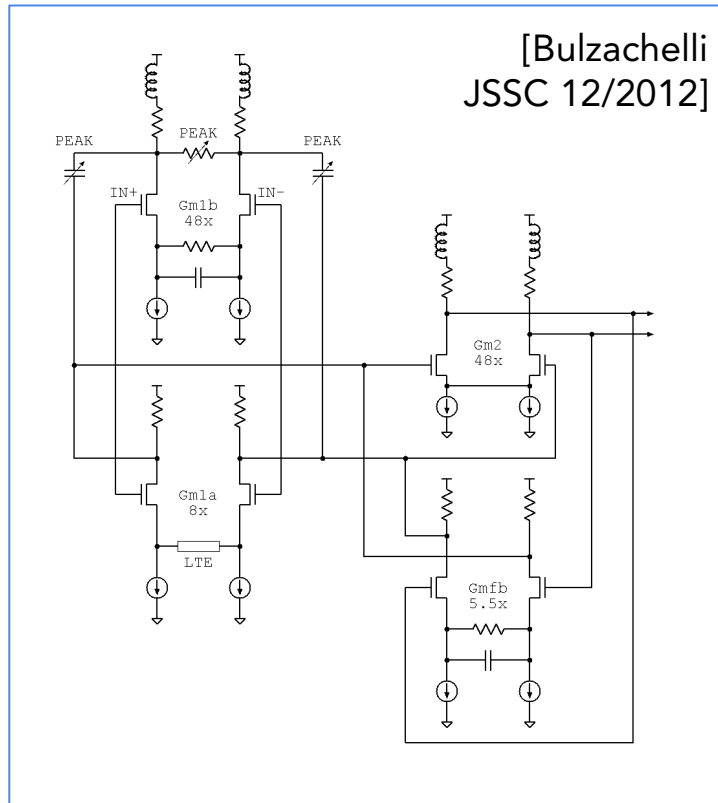 [Bulzachelli
JSSC 12/2012]
PEAK
PEAK
PEAK
IN+
IN-
Gm1b
48x
Gm2
48x
Gm1a
8x
LTE
Gmfb
5.5x